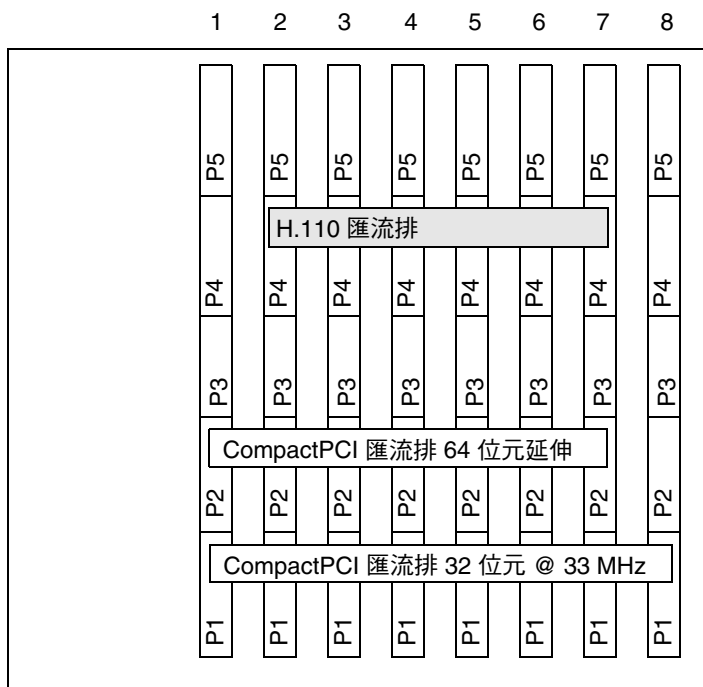 1 2 3 4 5 6 7 8
P5 P5 P5 P5 P5 P5 P5 P5
H.110 匯流排
P4 P4 P4 P4 P4 P4 P4 P4
P3 P3 P3 P3 P3 P3 P3 P3
CompactPCI 匯流排 64 位元延伸
P2 P2 P2 P2 P2 P2 P2 P2
CompactPCI 匯流排 32 位元 @ 33 MHz
P1 P1 P1 P1 P1 P1 P1 P1